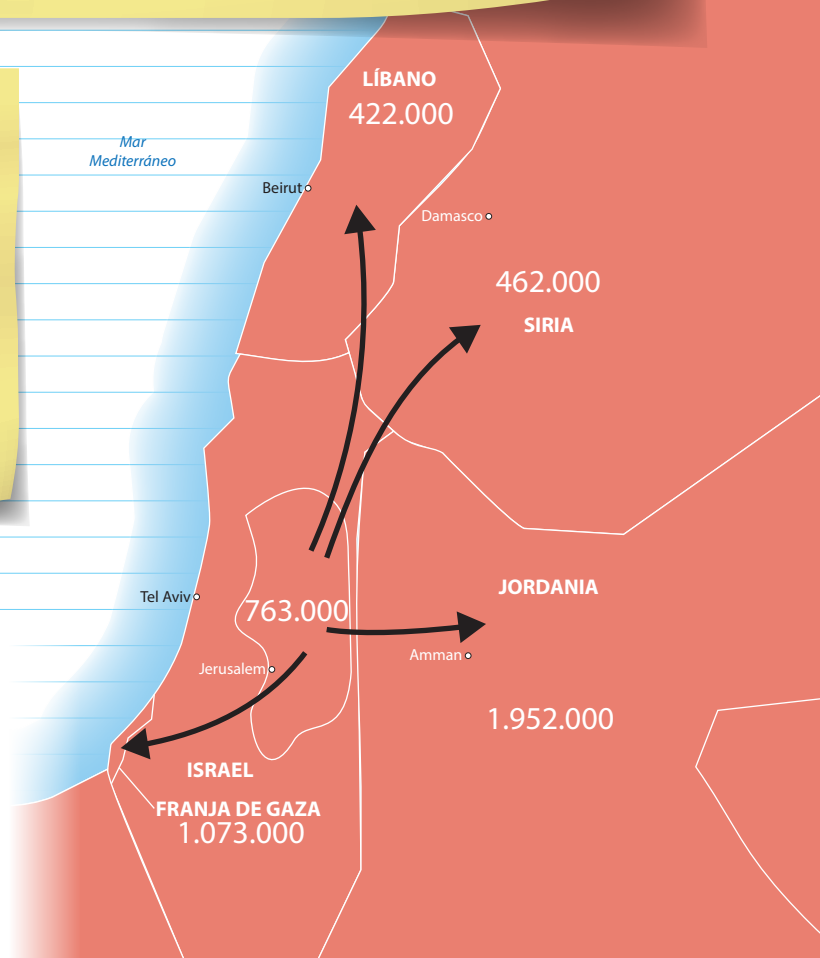 LÍBANO
422.000
Mar
Mediterráneo
Beirut
Damasco
462.000
SIRIA
JORDANIA
Tel Aviv
763.000
Amman
Jerusalem
1.952.000
ISRAEL
FRANJA DE GAZA
1.073.000